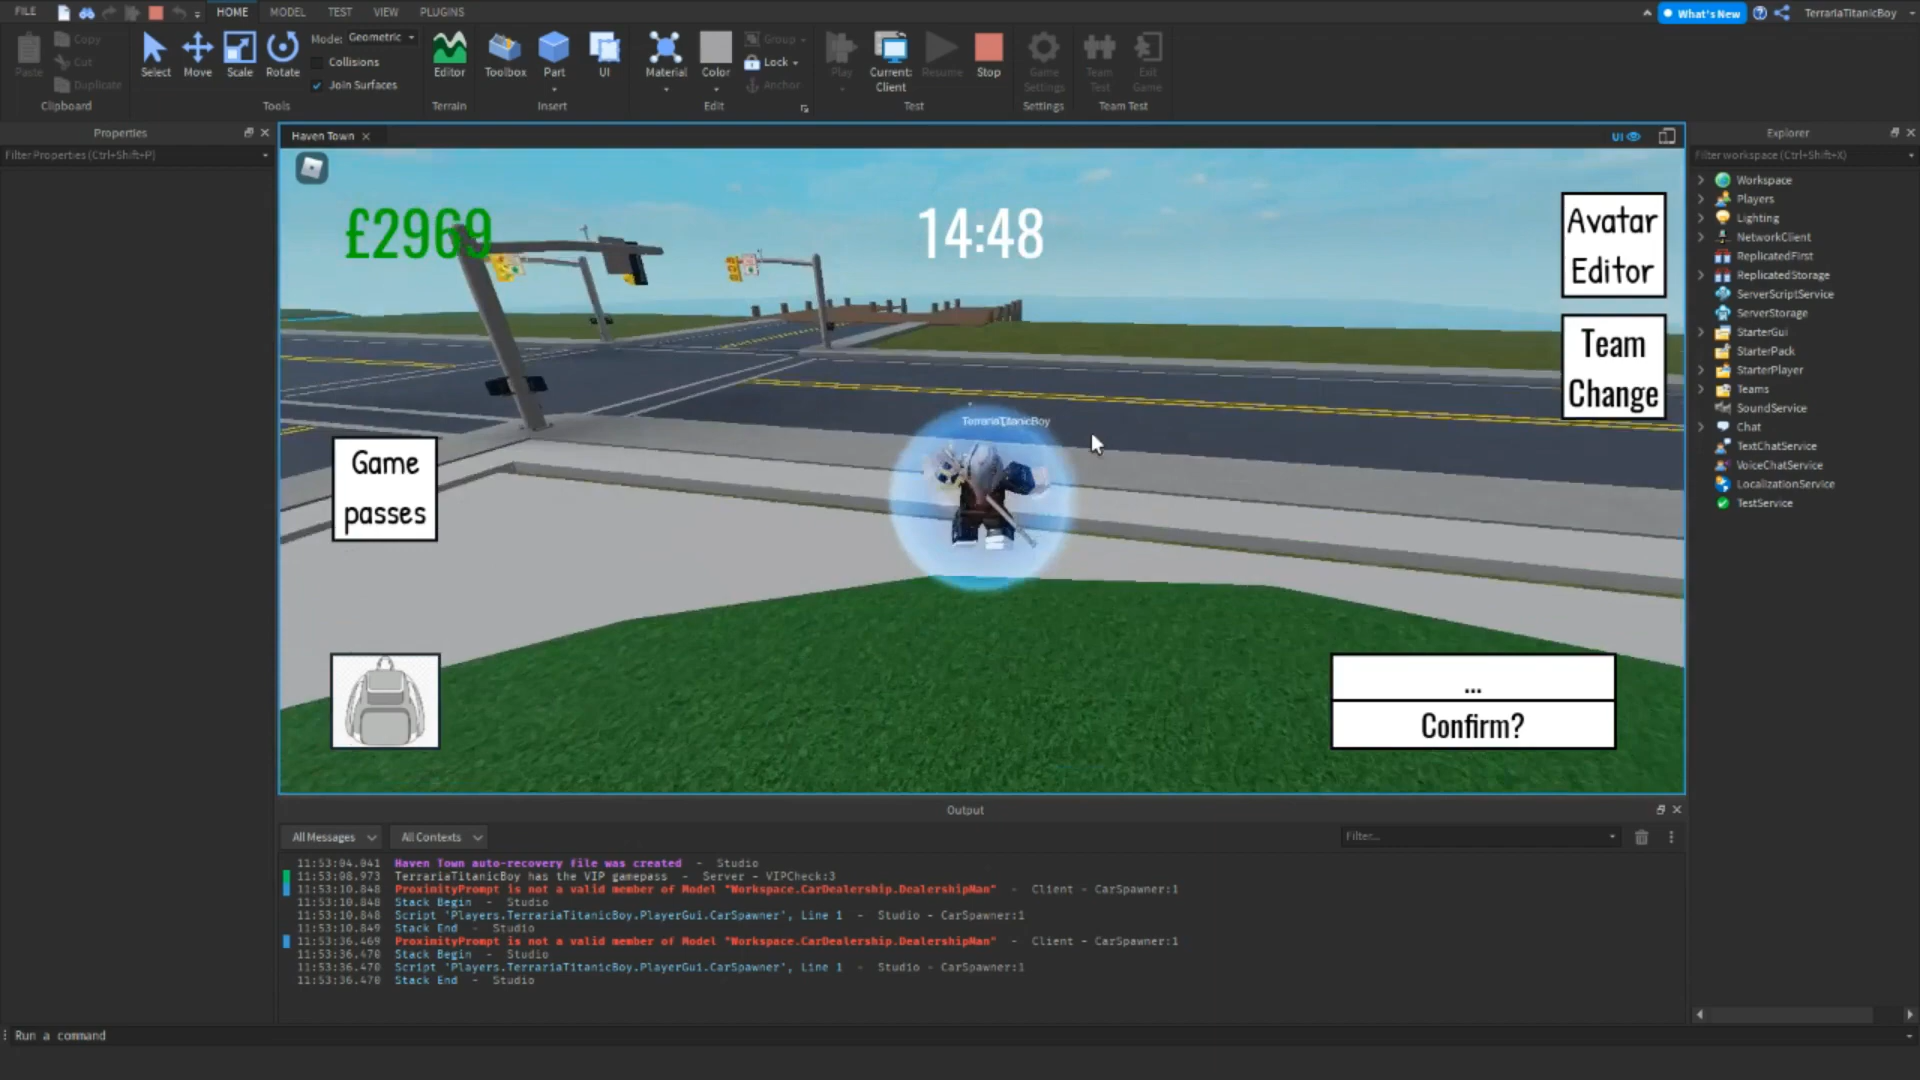 FILE
HOME
MODEL
TEST
VIEW
PLUGINS
What's New
TerrariaTitanicBoy
Paste
Copy
Cut
Duplicate
Clipboard
Select
Move
Scale
Rotate
Mode: Geometric
Collisions
Join Surfaces
Tools
Editor
Terrain
Toolbox
Part
UI
Insert
Material
Color
Group
Lock
Anchor
Edit
Play
Current:
Client
Resume
Stop
Test
Game
Settings
Settings
Team
Test
Exit
Game
Team Test
Properties
Filter Properties (Ctrl+Shift+P)
Haven Town
UI
£2969
14:48
Avatar
Editor
Team
Change
TerrariaTitanicBoy
Game
passes
...
Confirm?
Explorer
Filter workspace (Ctrl+Shift+X)
Workspace
Players
Lighting
NetworkClient
ReplicatedFirst
ReplicatedStorage
ServerScriptService
ServerStorage
StarterGui
StarterPack
StarterPlayer
Teams
SoundService
Chat
TextChatService
VoiceChatService
LocalizationService
TestService
Output
All Messages
All Contexts
Filter...
11:53:04.041 Haven Town auto-recovery file was created - Studio
11:53:08.973 TerrariaTitanicBoy has the VIP gamepass - Server - VIPCheck:3
11:53:10.848 ProximityPrompt is not a valid member of Model "Workspace.CarDealership.DealershipMan" - Client - CarSpawner:1
11:53:10.848 Stack Begin - Studio
11:53:10.848 Script 'Players.TerrariaTitanicBoy.PlayerGui.CarSpawner', Line 1 - Studio - CarSpawner:1
11:53:10.849 Stack End - Studio
11:53:36.469 ProximityPrompt is not a valid member of Model "Workspace.CarDealership.DealershipMan" - Client - CarSpawner:1
11:53:36.470 Stack Begin - Studio
11:53:36.470 Script 'Players.TerrariaTitanicBoy.PlayerGui.CarSpawner', Line 1 - Studio - CarSpawner:1
11:53:36.470 Stack End - Studio
Run a command